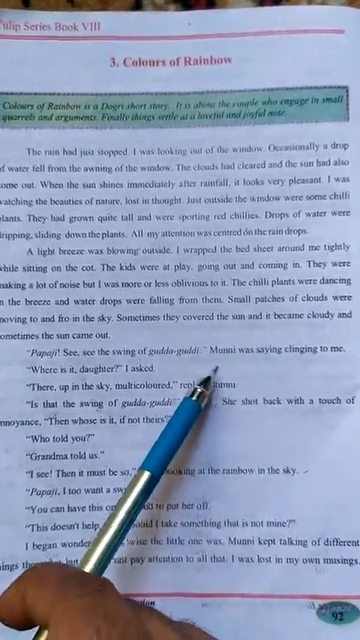 Tulip Series Book VIII
3. Colours of Rainbow
Colours of Rainbow is a Dogri short story. It is about the couple who engage in small
quarrels and arguments. Finally things settle at a loveful and joyful note.
The rain had just stopped. I was looking out of the window. Occasionally a drop
of water fell from the awning of the window. The clouds had cleared and the sun had also
come out. When the sun shines immediately after rainfall, it looks very pleasant. I was
watching the beauties of nature, lost in thought. Just outside the window were some chilli
plants. They had grown quite tall and were sporting red chillies. Drops of water were
dripping, sliding down the plants. All my attention was centred on the rain drops.
A light breeze was blowing outside. I wrapped the bed sheet around me tightly
while sitting on the cot. The kids were at play, going out and coming in. They were
making a lot of noise but I was more or less oblivious to it. The chilli plants were dancing
in the breeze and water drops were falling from them. Small patches of clouds were
moving to and fro in the sky. Sometimes they covered the sun and it became cloudy and
sometimes the sun came out.
"Papaji! See, see the swing of gudda-guddi." Munni was saying clinging to me.
"Where is it, daughter?" I asked.
"There, up in the sky, multicoloured,"
"Is that the swing of gudda-guddi She shot back with a touch of
annoyance, "Then whose is it, if not theirs
"Who told you?"
"Grandma told us."
"I see! Then it must be so," looking at the rainbow in the sky.
"Papaji, I too want a
"You can have this to put her off.
"This doesn't help. I take something that is not mine?"
I began wise the little one was. Munni kept talking of different
pay attention to all that. I was lost in my own musings.
92